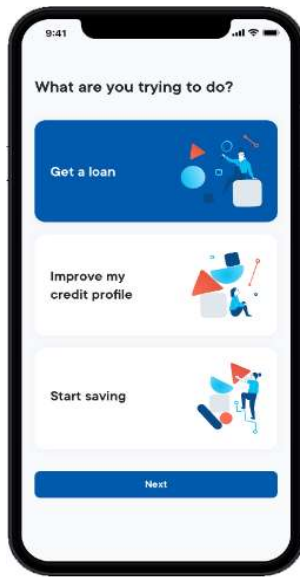 9:41
What are you trying to do?
Get a loan
Improve my
credit profile
Start saving
Next